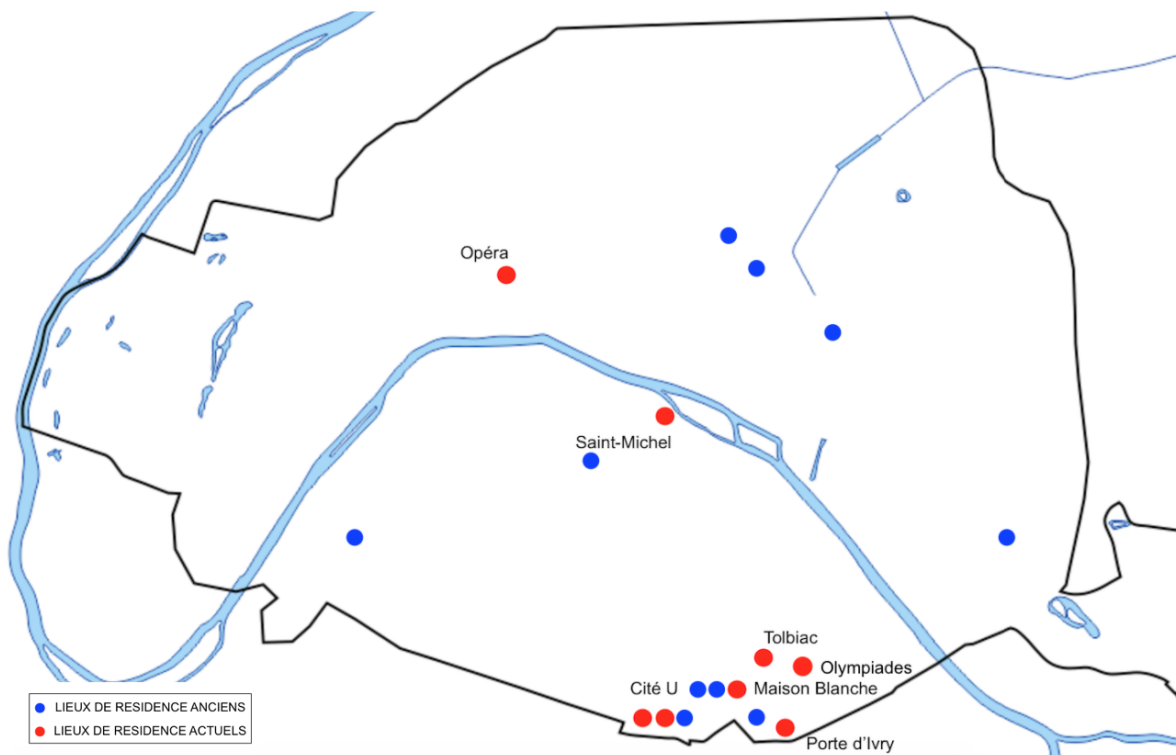 Opéra
Saint-Michel
Tolbiac
Olympiades
Cité U
Maison Blanche
Porte d'Ivry
LIEUX DE RESIDENCE ANCIENS
LIEUX DE RESIDENCE ACTUELS